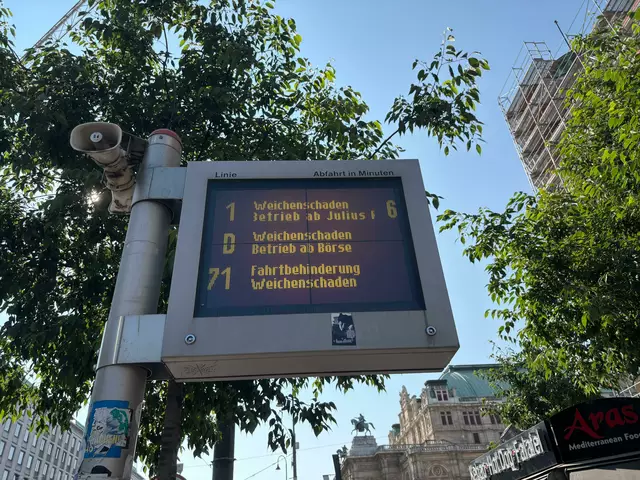 Linie Abfahrt in Minuten
1 Weichenschaden 6
Betrieb ab Julius
D Weichenschaden
Betrieb ab Börse
71 Fahrtbehinderung
Weichenschaden
Aras
Mediterranean Food